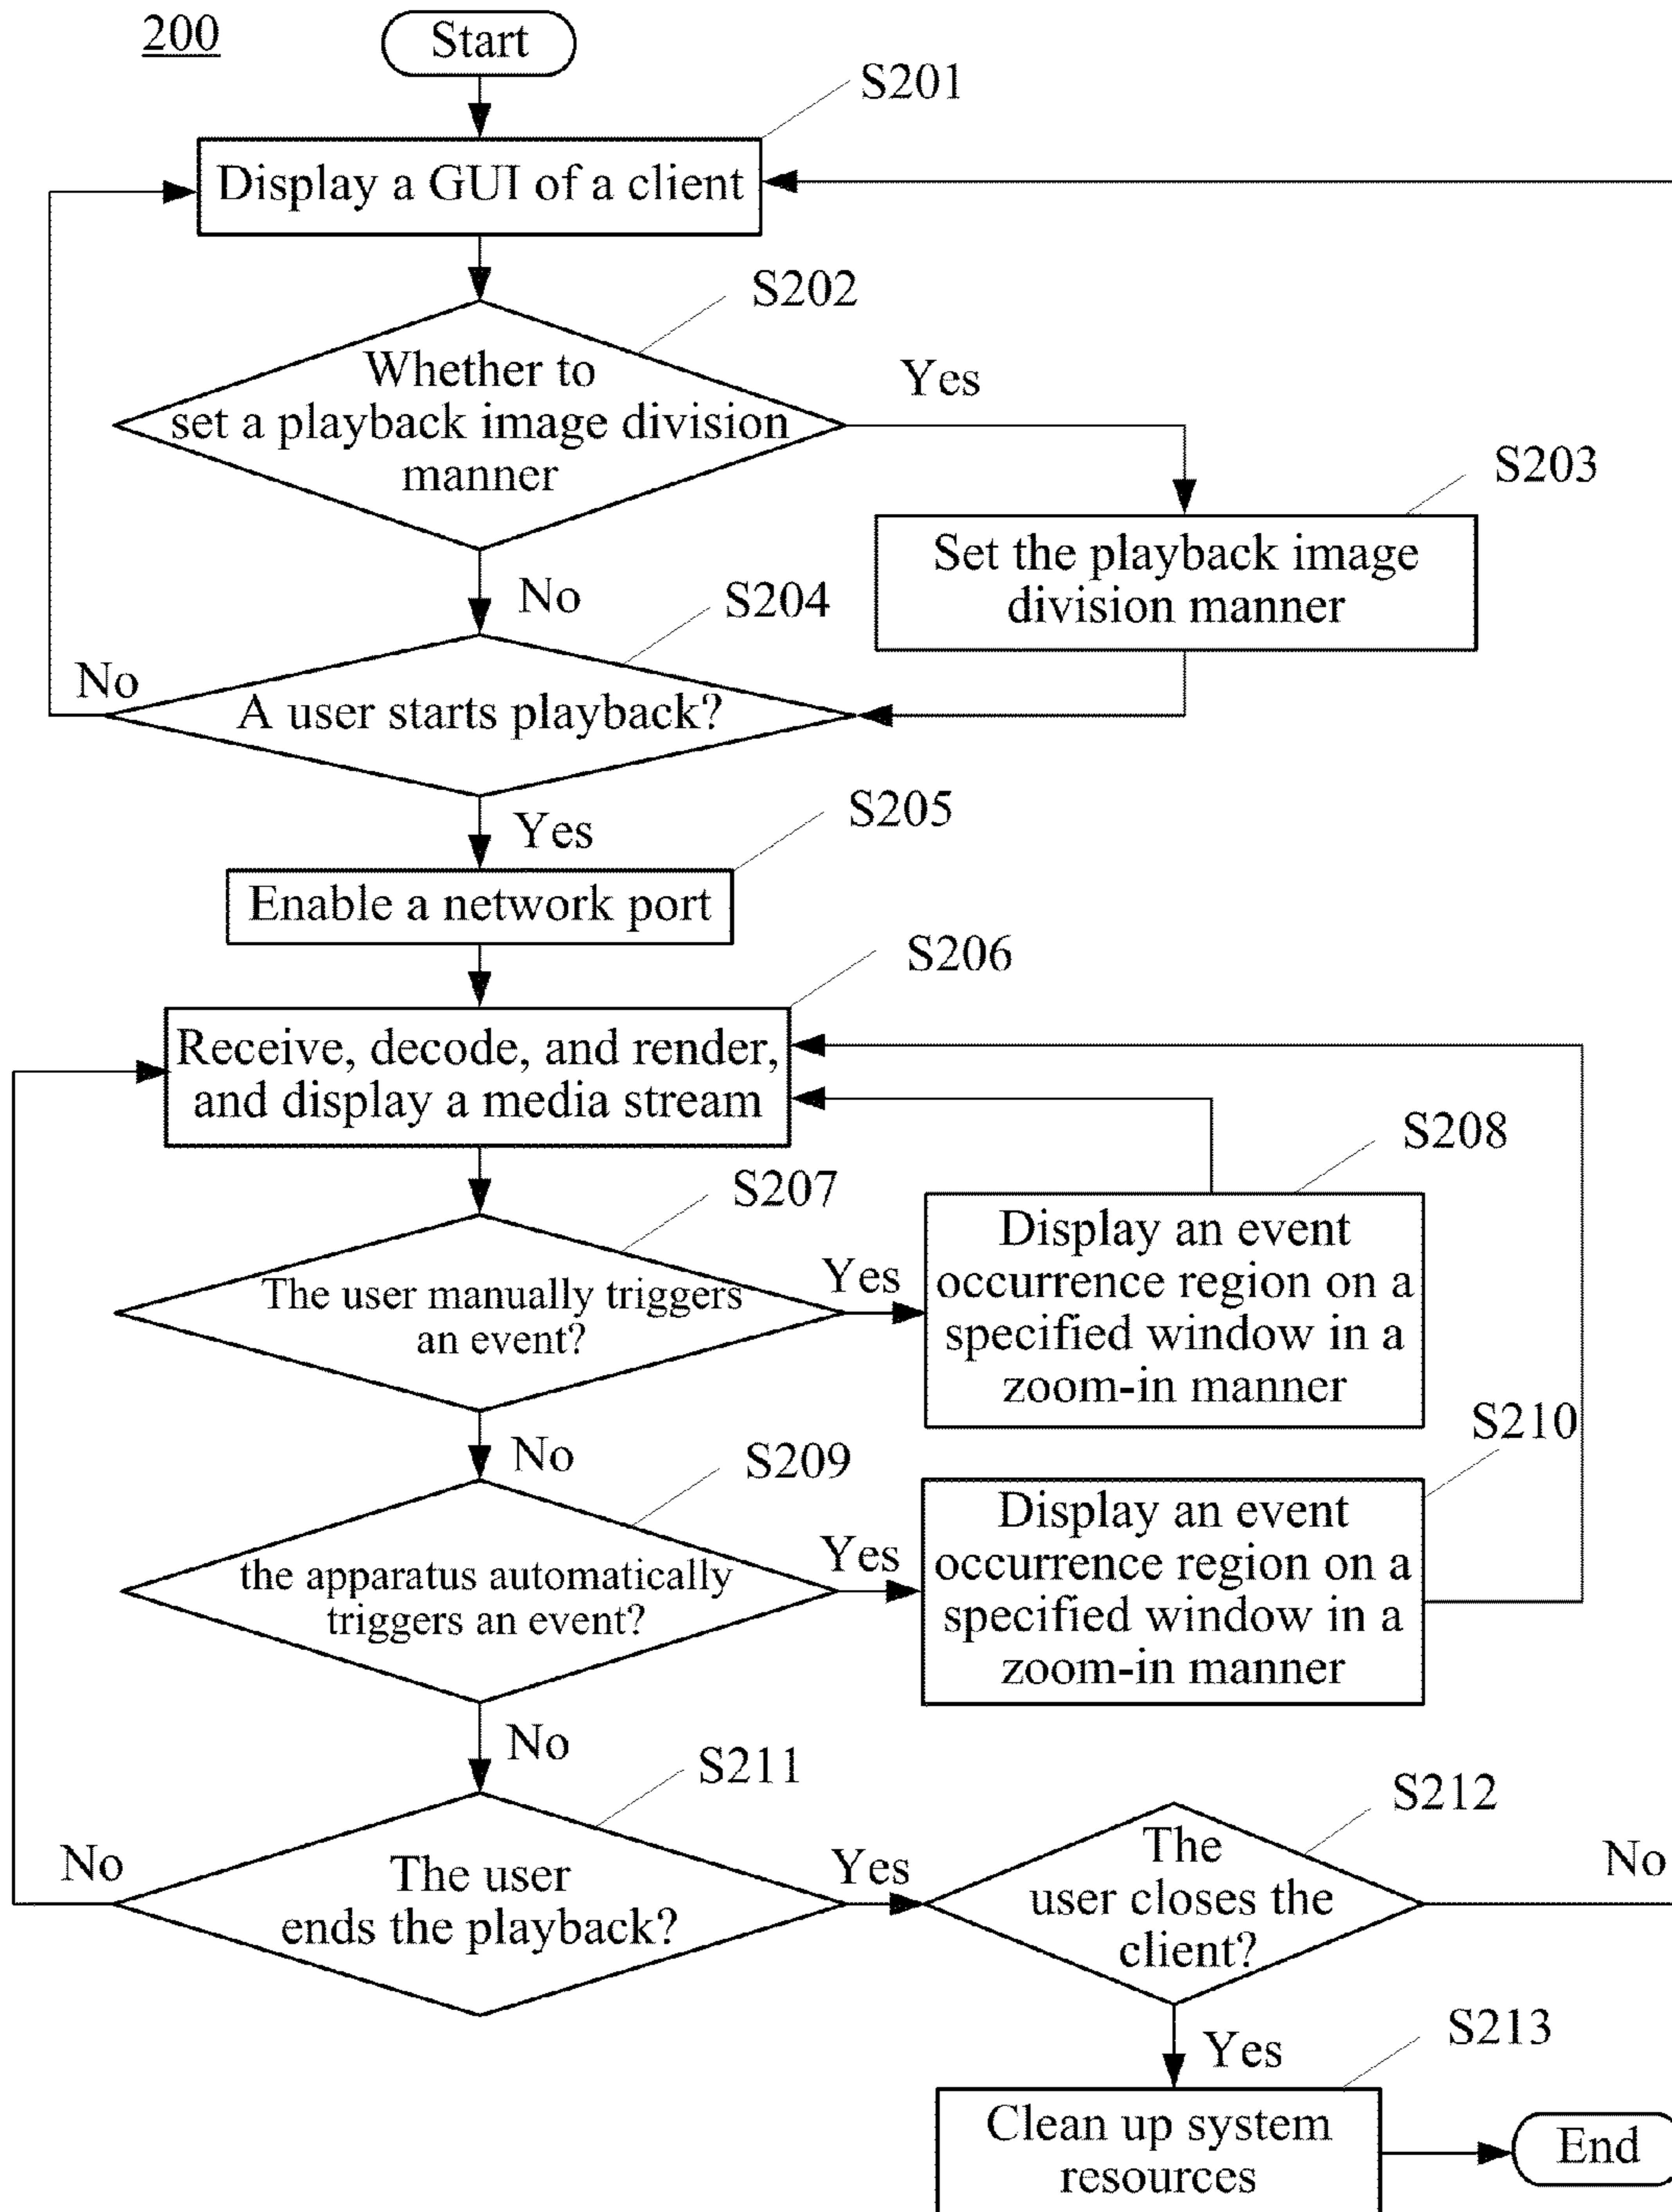 200
Start
S201
Display a GUI of a client
S202
Whether to
set a playback image division
manner
Yes
S203
Set the playback image
division manner
No
S204
No
A user starts playback?
Yes
S205
Enable a network port
S206
Receive, decode, and render,
and display a media stream
S207
The user manually triggers
an event?
Yes
S208
Display an event
occurrence region on a
specified window in a
zoom-in manner
No
S209
the apparatus automatically
triggers an event?
Yes
S210
Display an event
occurrence region on a
specified window in a
zoom-in manner
No
S211
No
The user
ends the playback?
Yes
S212
The
user closes the
client?
No
Yes
S213
Clean up system
resources
End